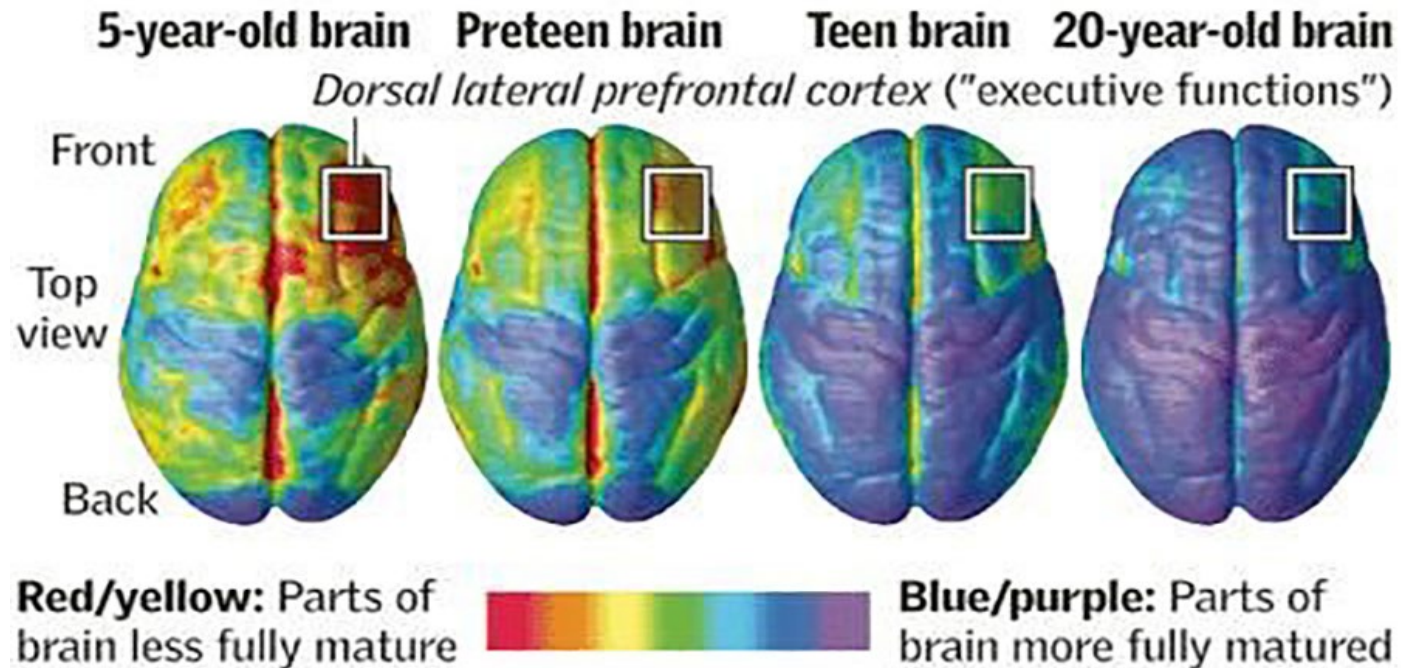 5-year-old brain Preteen brain Teen brain 20-year-old brain
Dorsal lateral prefrontal cortex ("executive functions")
Front
Top
view
Back
Red/yellow: Parts of
brain less fully mature
Blue/purple: Parts of
brain more fully matured